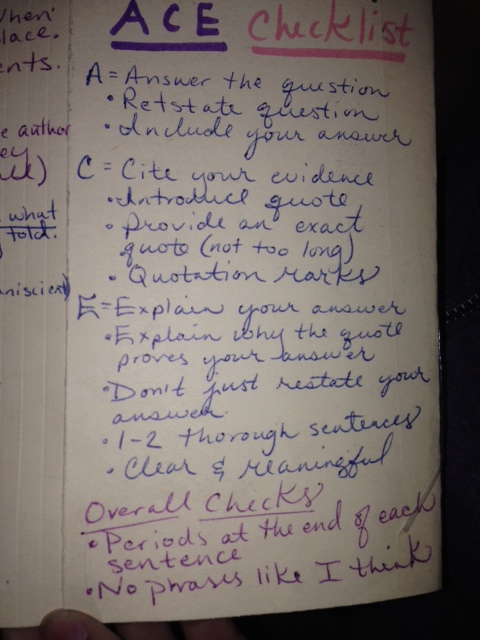 when
place.
ents.
e author
ey
what
told.
niscient)
ACE Checklist
A = Answer the question
• Retstate question
• Include your answer
C = Cite your evidence
• Introduce quote
• Provide an exact
quote (not too long)
• Quotation Marks
E = Explain your answer
• Explain why the quote
proves your answer
• Don't just restate your
answer.
• 1-2 thorough sentences
• Clear & meaningful
Overall Checks
• Periods at the end of each
sentence
• No phrases like I think